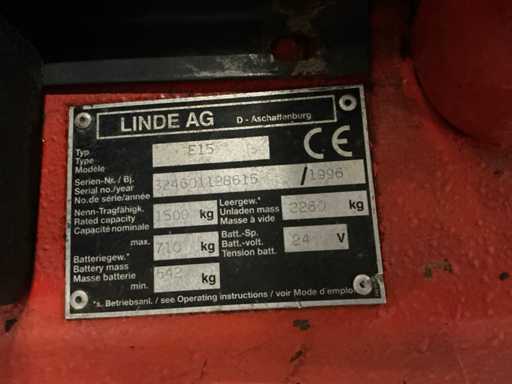 LINDE AG D - Aschaffenburg
Typ
Type
Modèle
E15
CE
Serien-Nr. / Bj.
Serial no./year
No.de série/année
324601128615 /1996
Nenn-Tragfähigk.
Rated capacity
Capacité nominale
1500 kg
Leergew.*
Unladen mass
Masse à vide
2260 kg
Batteriegew.*
Battery mass
Masse batterie
max. 710 kg
min. 642 kg
Batt.-Sp.
Batt.-volt.
Tension batt.
24 V
*s. Betriebsanl. / see Operating instructions / voir Mode d'emploi